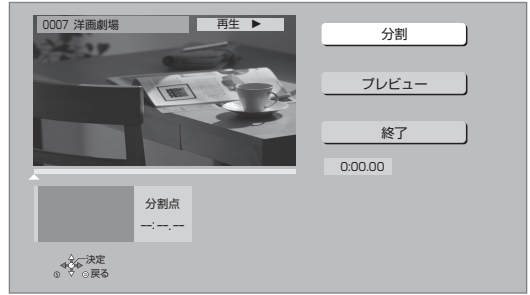 0007 洋画劇場
再生 ►
分割
プレビュー
終了
0:00.00
分割点
--:--.--
決定
戻る